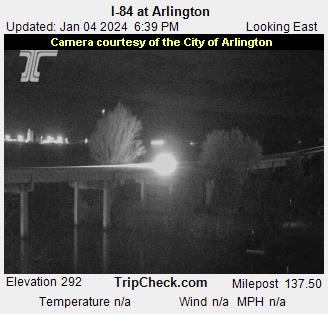 I-84 at Arlington
Updated: Jan 04 2024 6:39 PM Looking East
Camera courtesy of the City of Arlington
Elevation 292 TripCheck.com Milepost 137.50
Temperature n/a Wind n/a MPH n/a